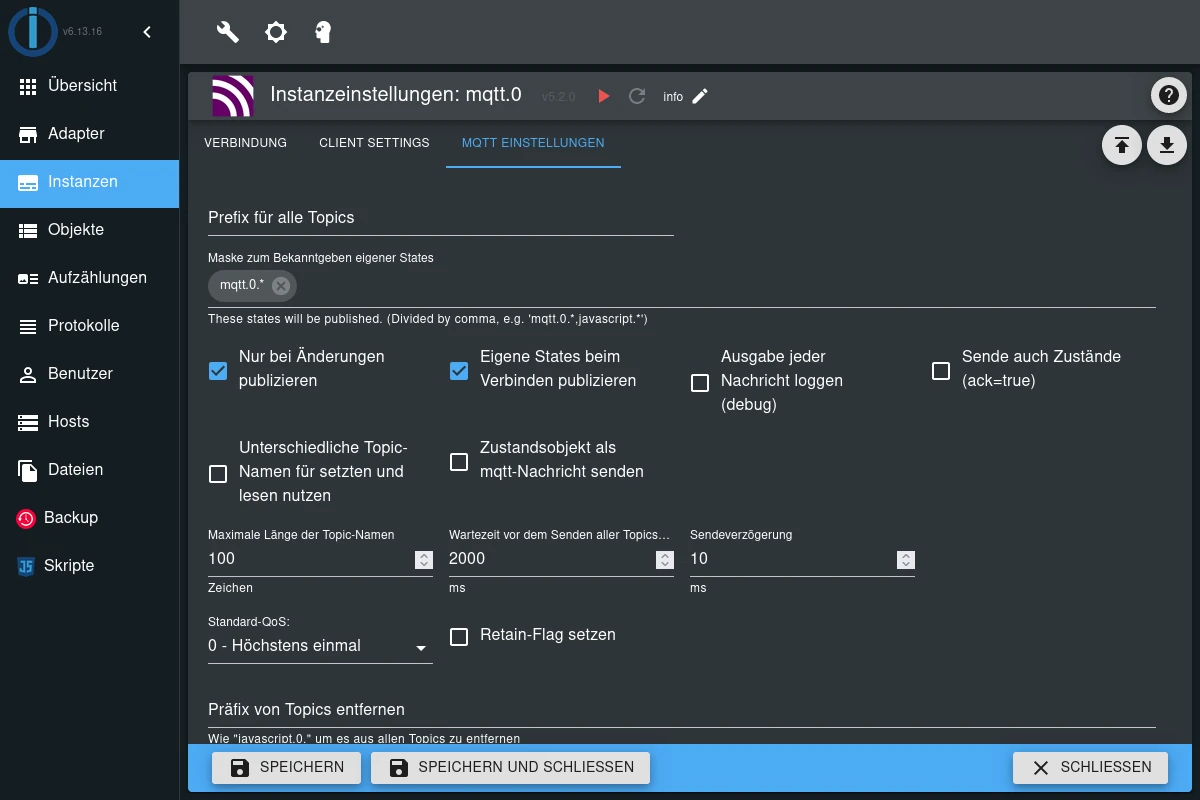 v6.13.16
Übersicht
Adapter
Instanzen
Objekte
Aufzählungen
Protokolle
Benutzer
Hosts
Dateien
Backup
JS
Skripte
Instanzeinstellungen: mqtt.0
v5.2.0
info
VERBINDUNG
CLIENT SETTINGS
MQTT EINSTELLUNGEN
Prefix für alle Topics
Maske zum Bekanntgeben eigener States
mqtt.0.*
These states will be published. (Divided by comma, e.g. 'mqtt.0.*,javascript.*')
Nur bei Änderungen
publizieren
Eigene States beim
Verbinden publizieren
Ausgabe jeder
Nachricht loggen
(debug)
Sende auch Zustände
(ack=true)
Unterschiedliche Topic-
Namen für setzten und
lesen nutzen
Zustandsobjekt als
mqtt-Nachricht senden
Maximale Länge der Topic-Namen
100
Zeichen
Wartezeit vor dem Senden aller Topics…
2000
ms
Sendeverzögerung
10
ms
Standard-QoS:
0 - Höchstens einmal
Retain-Flag setzen
Präfix von Topics entfernen
Wie "javascript.0." um es aus allen Topics zu entfernen
SPEICHERN
SPEICHERN UND SCHLIESSEN
SCHLIESSEN